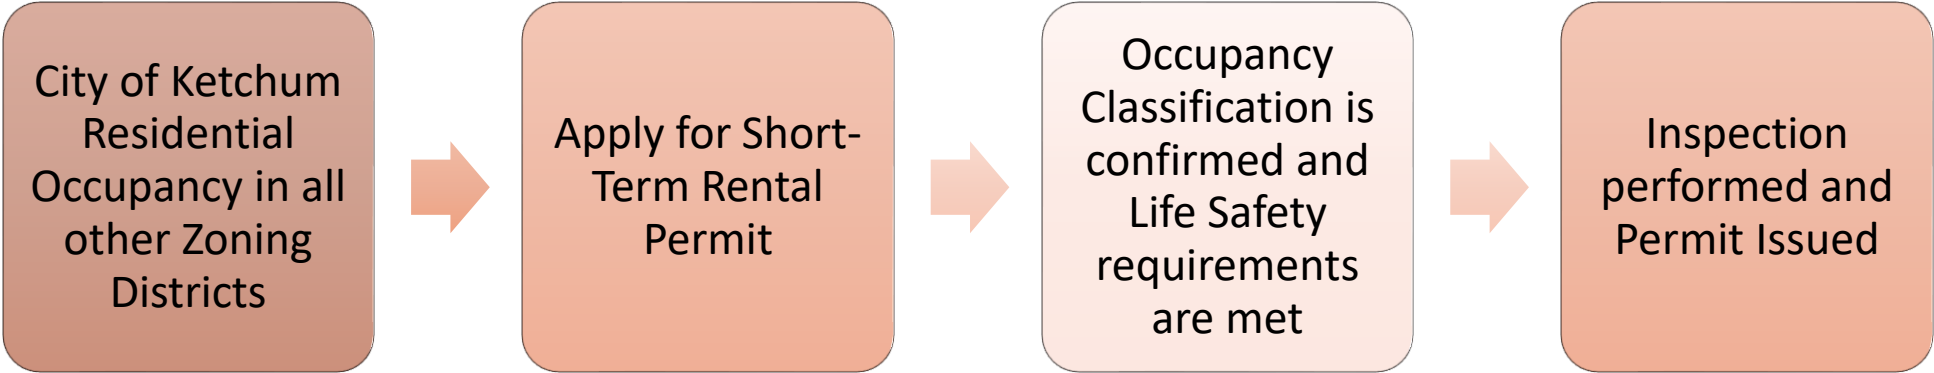 City of Ketchum
Residential
Occupancy in all
other Zoning
Districts
Apply for Short-
Term Rental
Permit
Occupancy
Classification is
confirmed and
Life Safety
requirements
are met
Inspection
performed and
Permit Issued